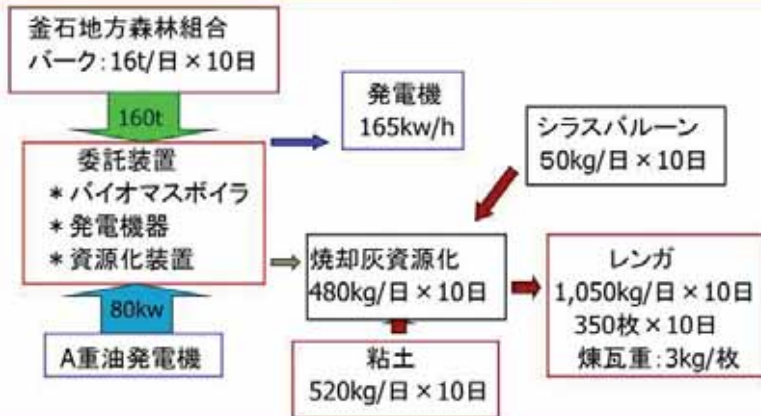 釜石地方森林組合
バーク:16t/日×10日
160t
発電機
165kw/h
シラスバルーン
50kg/日×10日
委託装置
*バイオマスボイラ
*発電機器
*資源化装置
焼却灰資源化
480kg/日×10日
レンガ
1,050kg/日×10日
350枚×10日
煉瓦重:3kg/枚
80kw
A重油発電機
粘土
520kg/日×10日